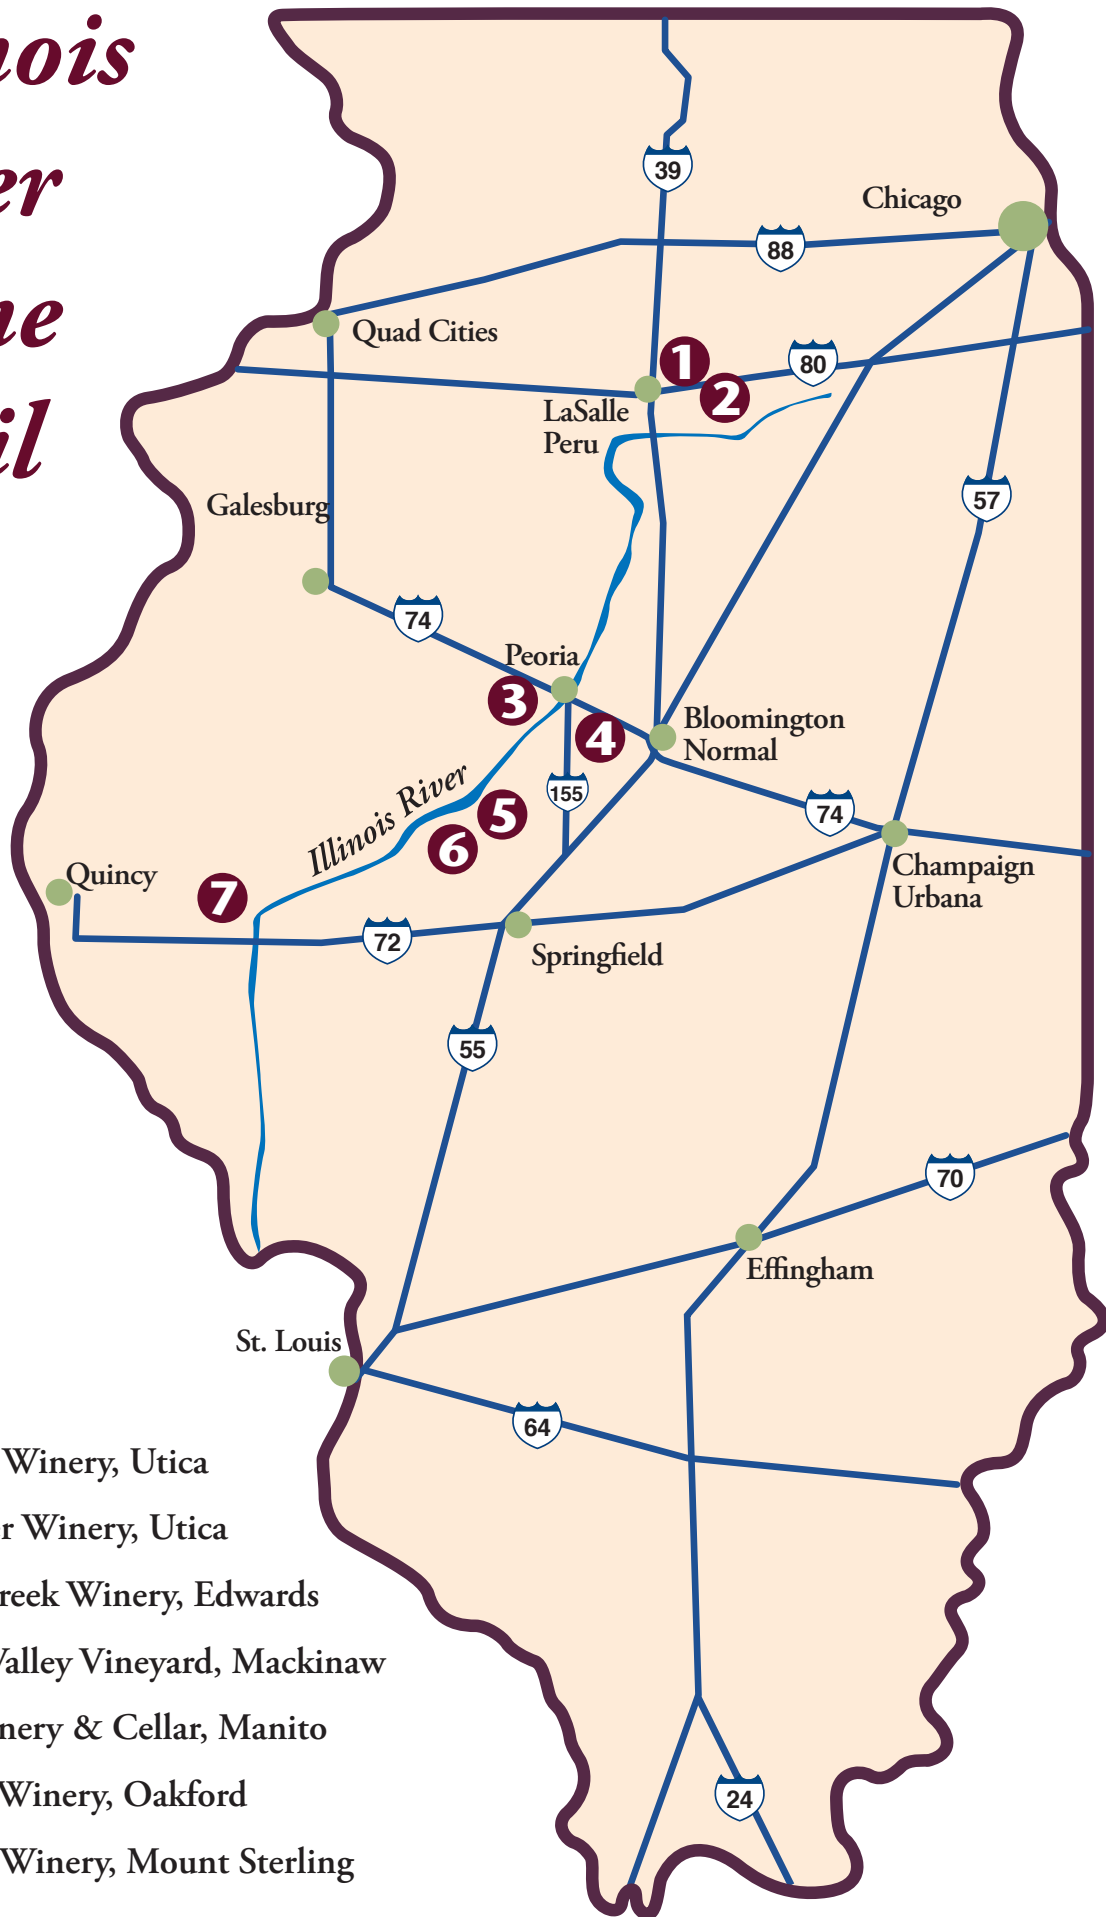 nois
er
ne
il
39
Chicago
88
Quad Cities
1
80
2
LaSalle
Peru
57
Galesburg
74
Peoria
3
4
Bloomington
Normal
155
Illinois River
5
74
6
Champaign
Urbana
Quincy
7
72
Springfield
55
70
Effingham
St. Louis
64
Winery, Utica
r Winery, Utica
reek Winery, Edwards
Valley Vineyard, Mackinaw
nery & Cellar, Manito
Winery, Oakford
24
Winery, Mount Sterling